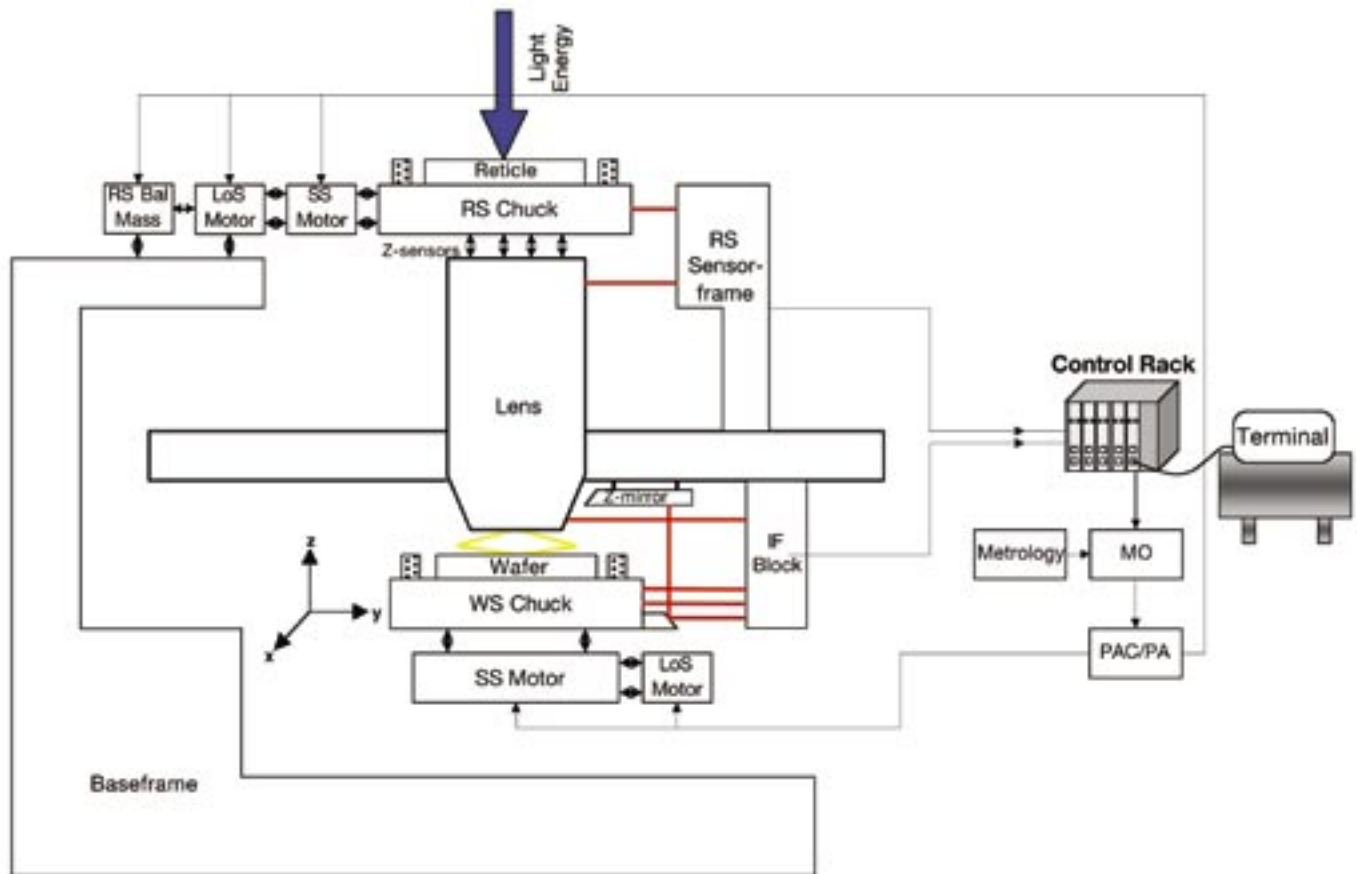 Light
Energy
Reticle
RS Bal
Mass
LoS
Motor
SS
Motor
RS Chuck
Z-sensors
RS
Sensor-
frame
Lens
Control Rack
Terminal
Z-mirror
IF
Block
Metrology
MO
z
y
x
Wafer
WS Chuck
SS Motor
LoS
Motor
PAC/PA
Baseframe